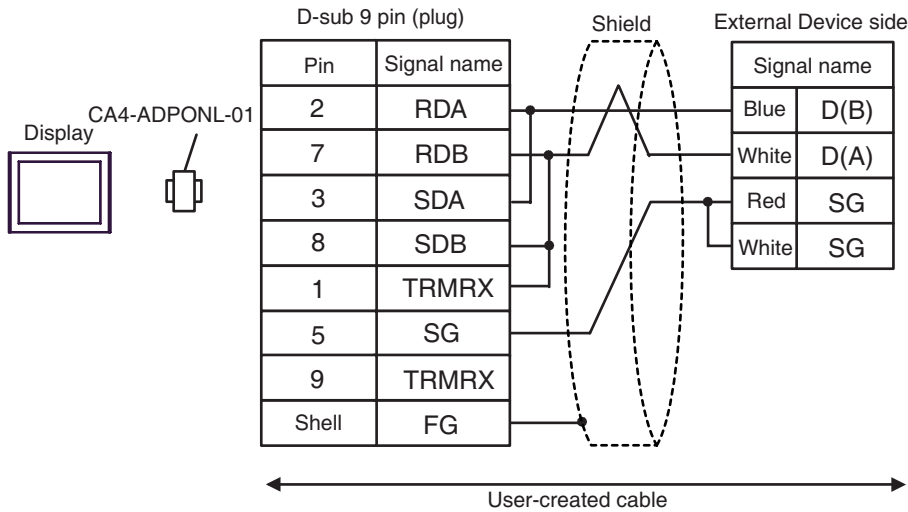 D-sub 9 pin (plug)
Shield
External Device side
Pin Signal name
Signal name
CA4-ADPONL-01
Display
2 RDA
Blue D(B)
7 RDB
White D(A)
3 SDA
Red SG
8 SDB
White SG
1 TRMRX
5 SG
9 TRMRX
Shell FG
User-created cable